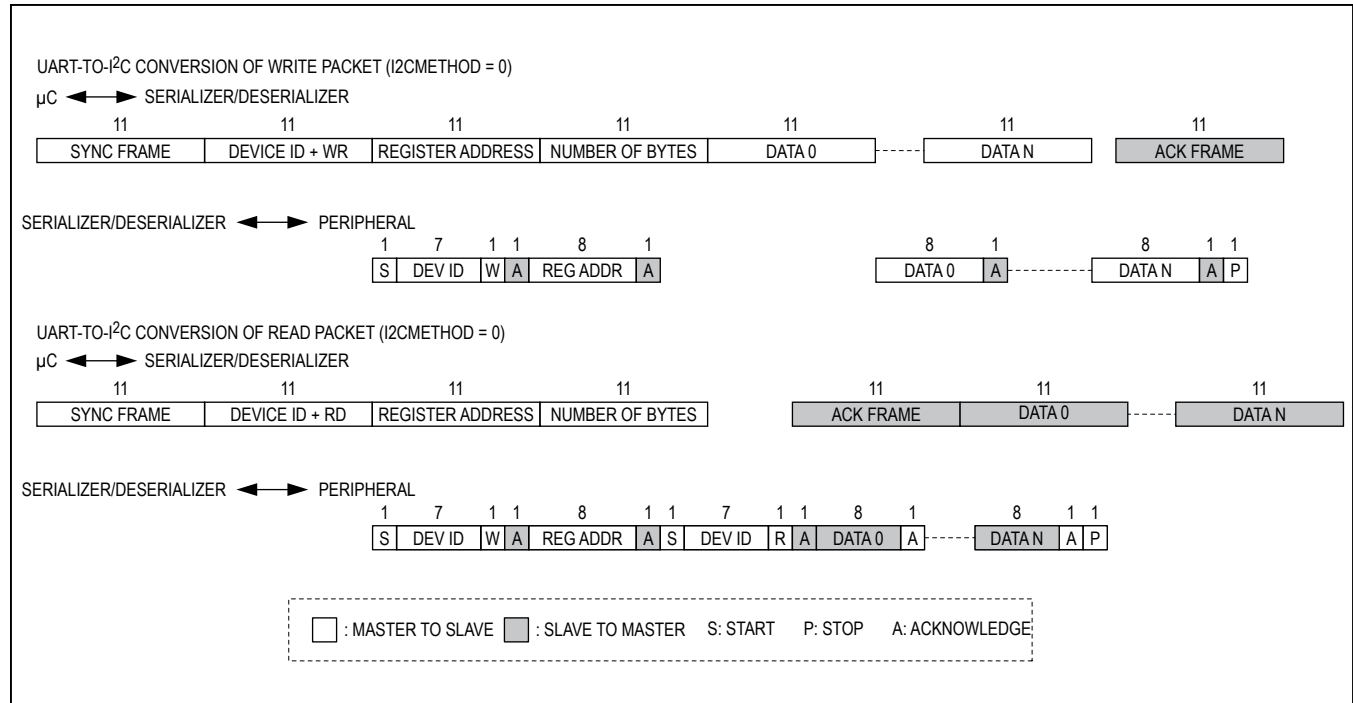 UART-TO-I2C CONVERSION OF WRITE PACKET (I2CMETHOD = 0)
µC SERIALIZER/DESERIALIZER
11 11 11 11 11 11 11
SYNC FRAME DEVICE ID + WR REGISTER ADDRESS NUMBER OF BYTES DATA 0 DATA N ACK FRAME
SERIALIZER/DESERIALIZER PERIPHERAL
1 7 1 1 8 1 8 1 8 1 1
S DEV ID W A REG ADDR A DATA 0 A DATA N A P
UART-TO-I2C CONVERSION OF READ PACKET (I2CMETHOD = 0)
µC SERIALIZER/DESERIALIZER
11 11 11 11 11 11 11
SYNC FRAME DEVICE ID + RD REGISTER ADDRESS NUMBER OF BYTES ACK FRAME DATA 0 DATA N
SERIALIZER/DESERIALIZER PERIPHERAL
1 7 1 1 8 1 1 7 1 1 8 1 8 1 1
S DEV ID W A REG ADDR A S DEV ID R A DATA 0 A DATA N A P
: MASTER TO SLAVE : SLAVE TO MASTER S: START P: STOP A: ACKNOWLEDGE